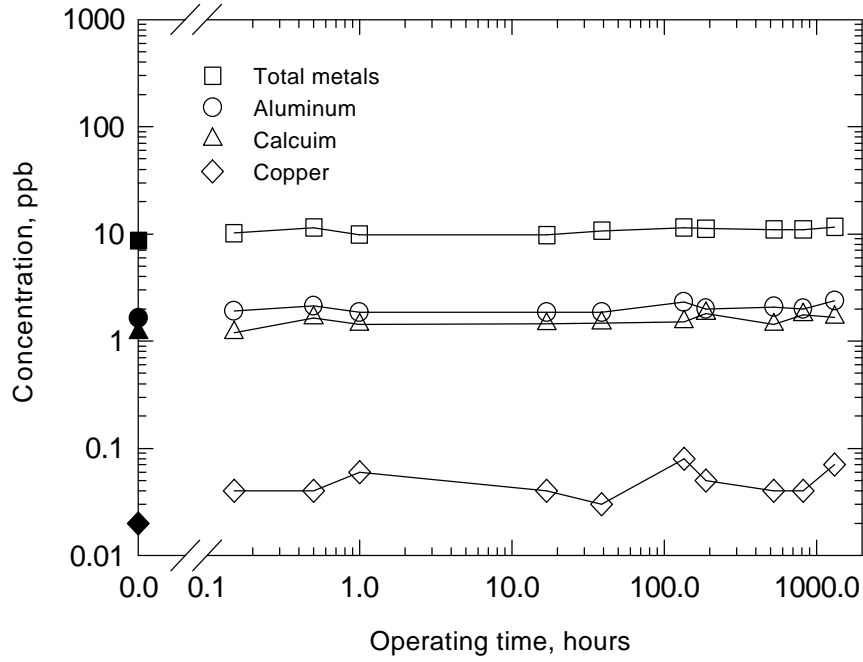 1000
100
10
1
0.1
0.01
Concentration, ppb
Total metals
Aluminum
Calcuim
Copper
0.0 0.1 1.0 10.0 100.0 1000.0
Operating time, hours